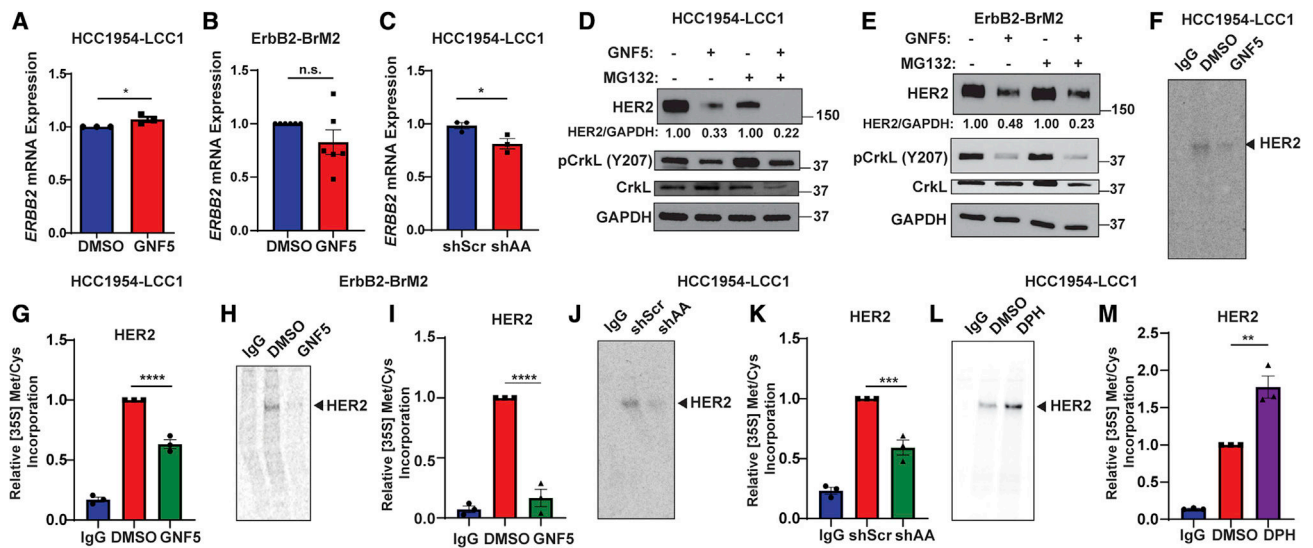 A
HCC1954-LCC1
ERBB2 mRNA Expression
1.5
1.0
0.5
0.0
*
DMSO GNF5
B
ErbB2-BrM2
ERBB2 mRNA Expression
1.5
1.0
0.5
0.0
n.s.
DMSO GNF5
C
HCC1954-LCC1
ERBB2 mRNA Expression
1.5
1.0
0.5
0.0
*
shScr shAA
D
HCC1954-LCC1
GNF5: - + - +
MG132: - - + +
HER2
150
HER2/GAPDH: 1.00 0.33 1.00 0.22
pCrkL (Y207)
37
CrkL
37
GAPDH
37
E
ErbB2-BrM2
GNF5: - + - +
MG132: - - + +
HER2
150
HER2/GAPDH: 1.00 0.48 1.00 0.23
pCrkL (Y207)
37
CrkL
37
GAPDH
37
F
HCC1954-LCC1
IgG DMSO GNF5
HER2
G
HCC1954-LCC1
HER2
Relative [35S] Met/Cys
Incorporation
1.5
1.0
0.5
0.0
****
IgG DMSO GNF5
ErbB2-BrM2
H
IgG DMSO GNF5
HER2
I
HER2
Relative [35S] Met/Cys
Incorporation
1.5
1.0
0.5
0.0
****
IgG DMSO GNF5
HCC1954-LCC1
J
IgG shScr shAA
HER2
K
HER2
Relative [35S] Met/Cys
Incorporation
1.5
1.0
0.5
0.0
***
IgG shScr shAA
HCC1954-LCC1
L
IgG DMSO DPH
HER2
M
HER2
Relative [35S] Met/Cys
Incorporation
2.5
2.0
1.5
1.0
0.5
0.0
**
IgG DMSO DPH